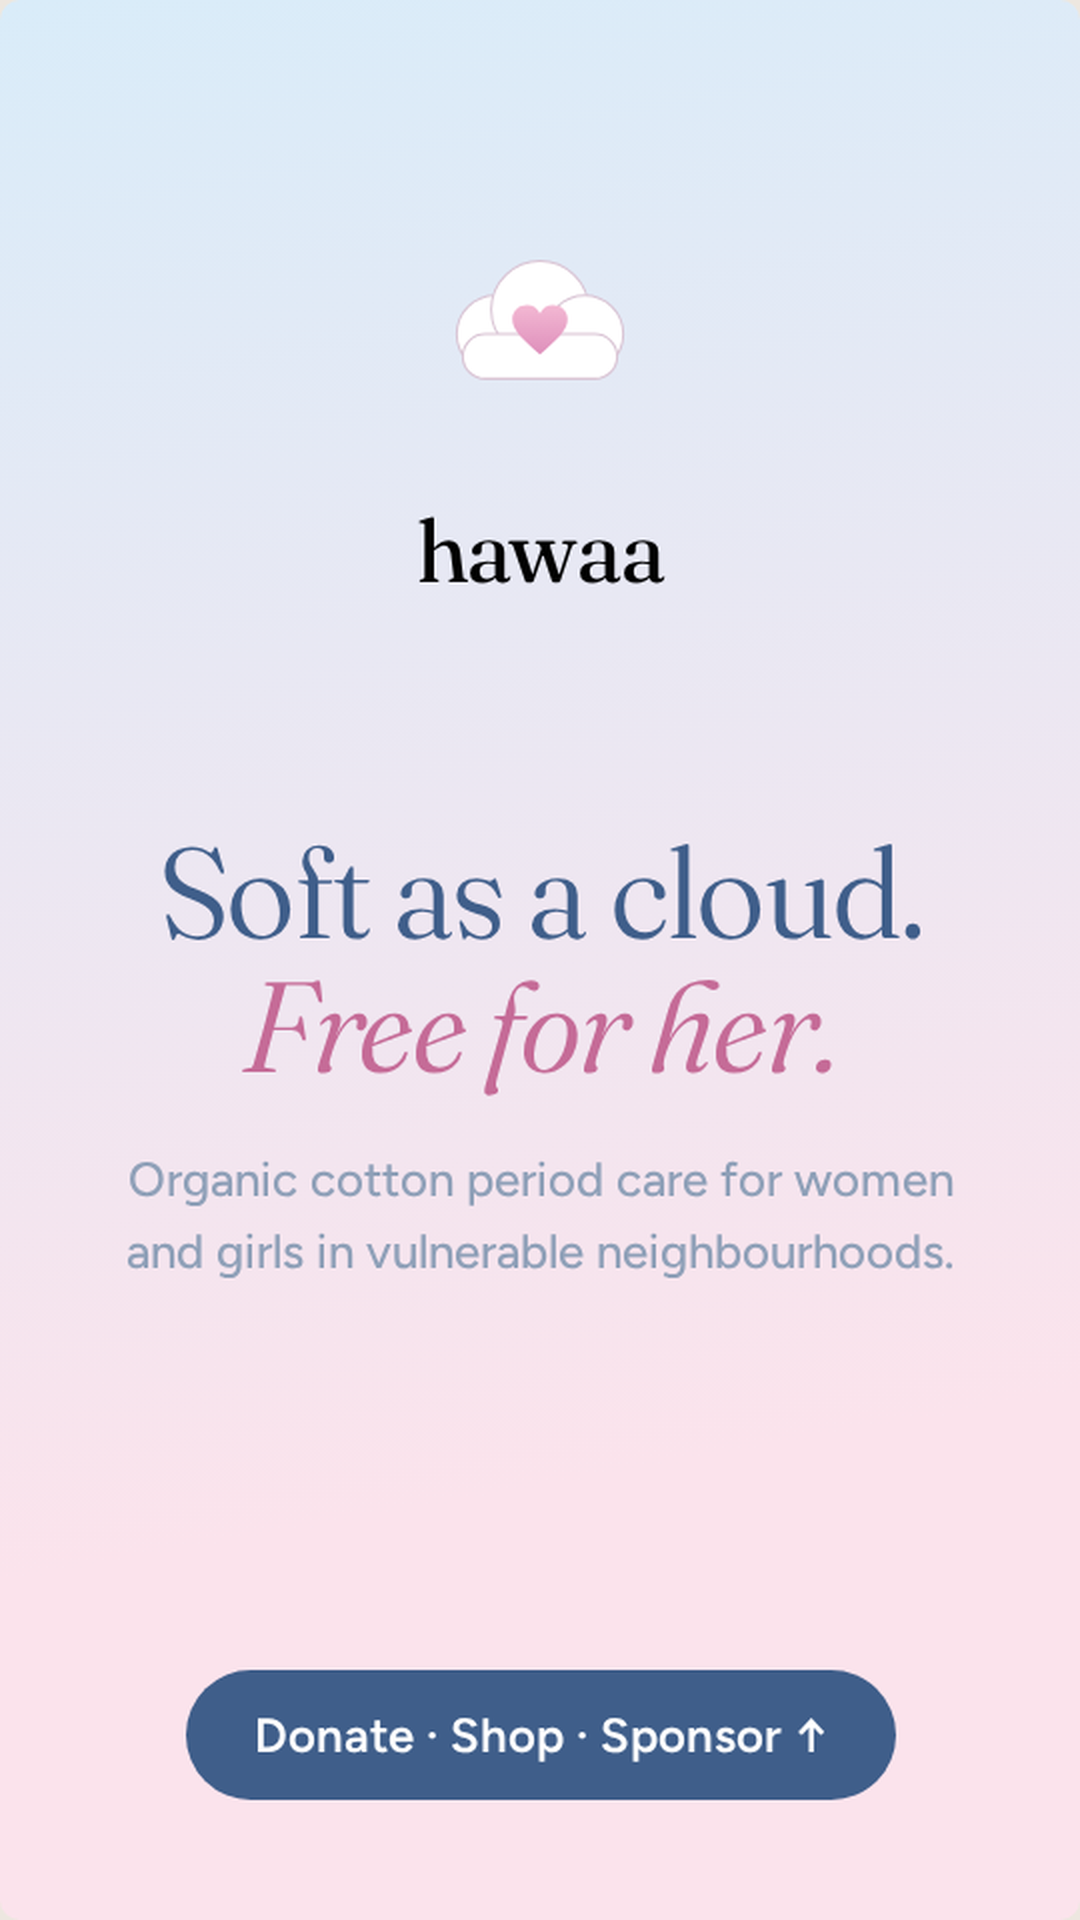 hawaa
Soft as a cloud.
Free for her.
Organic cotton period care for women
and girls in vulnerable neighbourhoods.
Donate · Shop · Sponsor ↑